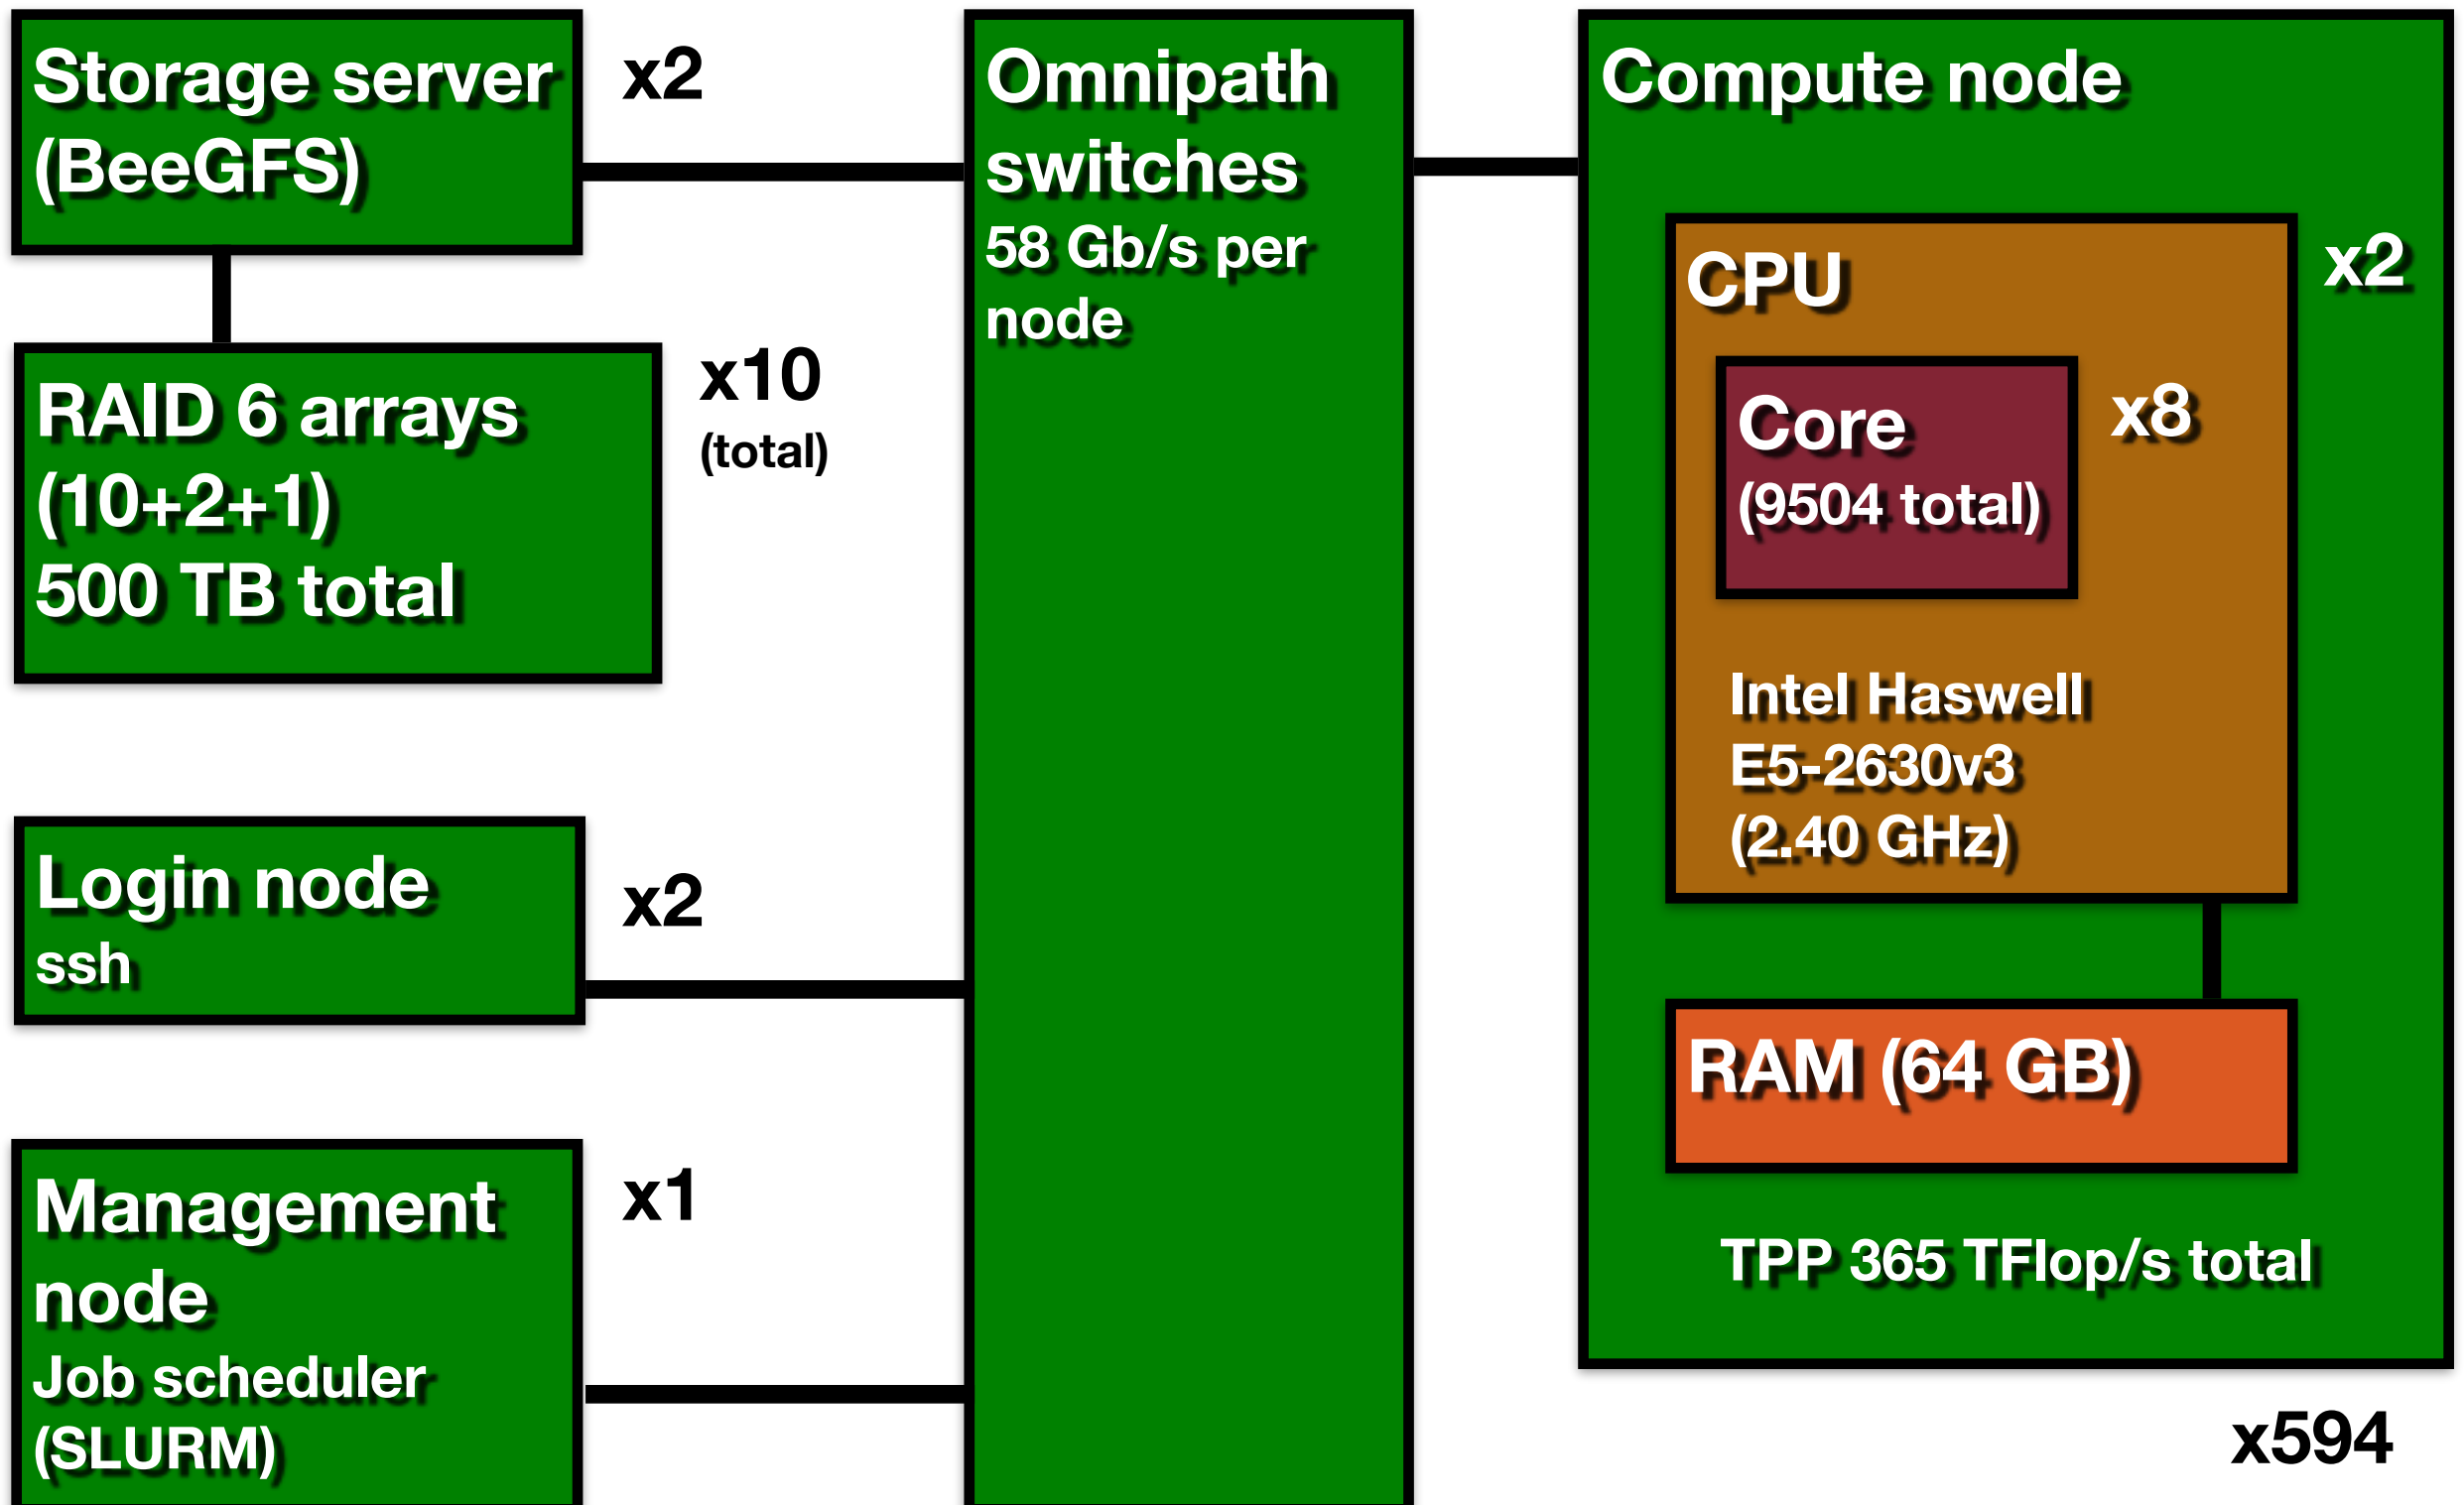 Storage server
(BeeGFS)
x2
RAID 6 arrays
(10+2+1)
500 TB total
x10
(total)
Login node
ssh
x2
Management
node
Job scheduler
(SLURM)
x1
Omnipath
switches
58 Gb/s per
node
Compute node
CPU
x2
Core
(9504 total)
x8
Intel Haswell
E5-2630v3
(2.40 GHz)
RAM (64 GB)
TPP 365 TFlop/s total
x594